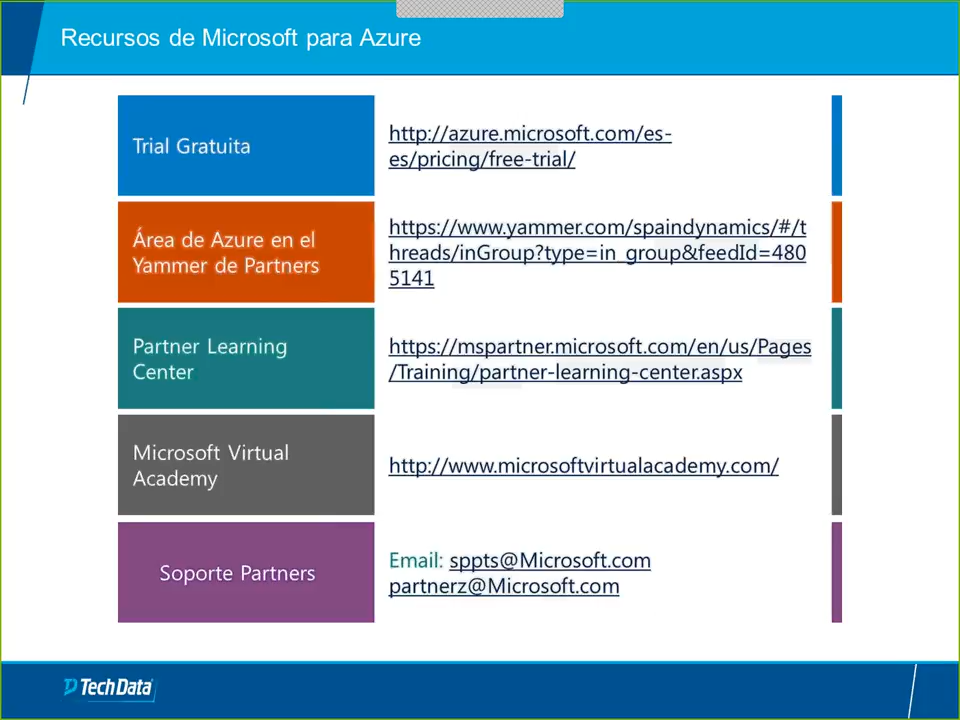 Recursos de Microsoft para Azure
Trial Gratuita
http://azure.microsoft.com/es-
es/pricing/free-trial/
Área de Azure en el
Yammer de Partners
https://www.yammer.com/spaindynamics/#/t
hreads/inGroup?type=in_group&feedId=480
5141
Partner Learning
Center
https://mspartner.microsoft.com/en/us/Pages
/Training/partner-learning-center.aspx
Microsoft Virtual
Academy
http://www.microsoftvirtualacademy.com/
Soporte Partners
Email: sppts@Microsoft.com
partnerz@Microsoft.com
Tech Data